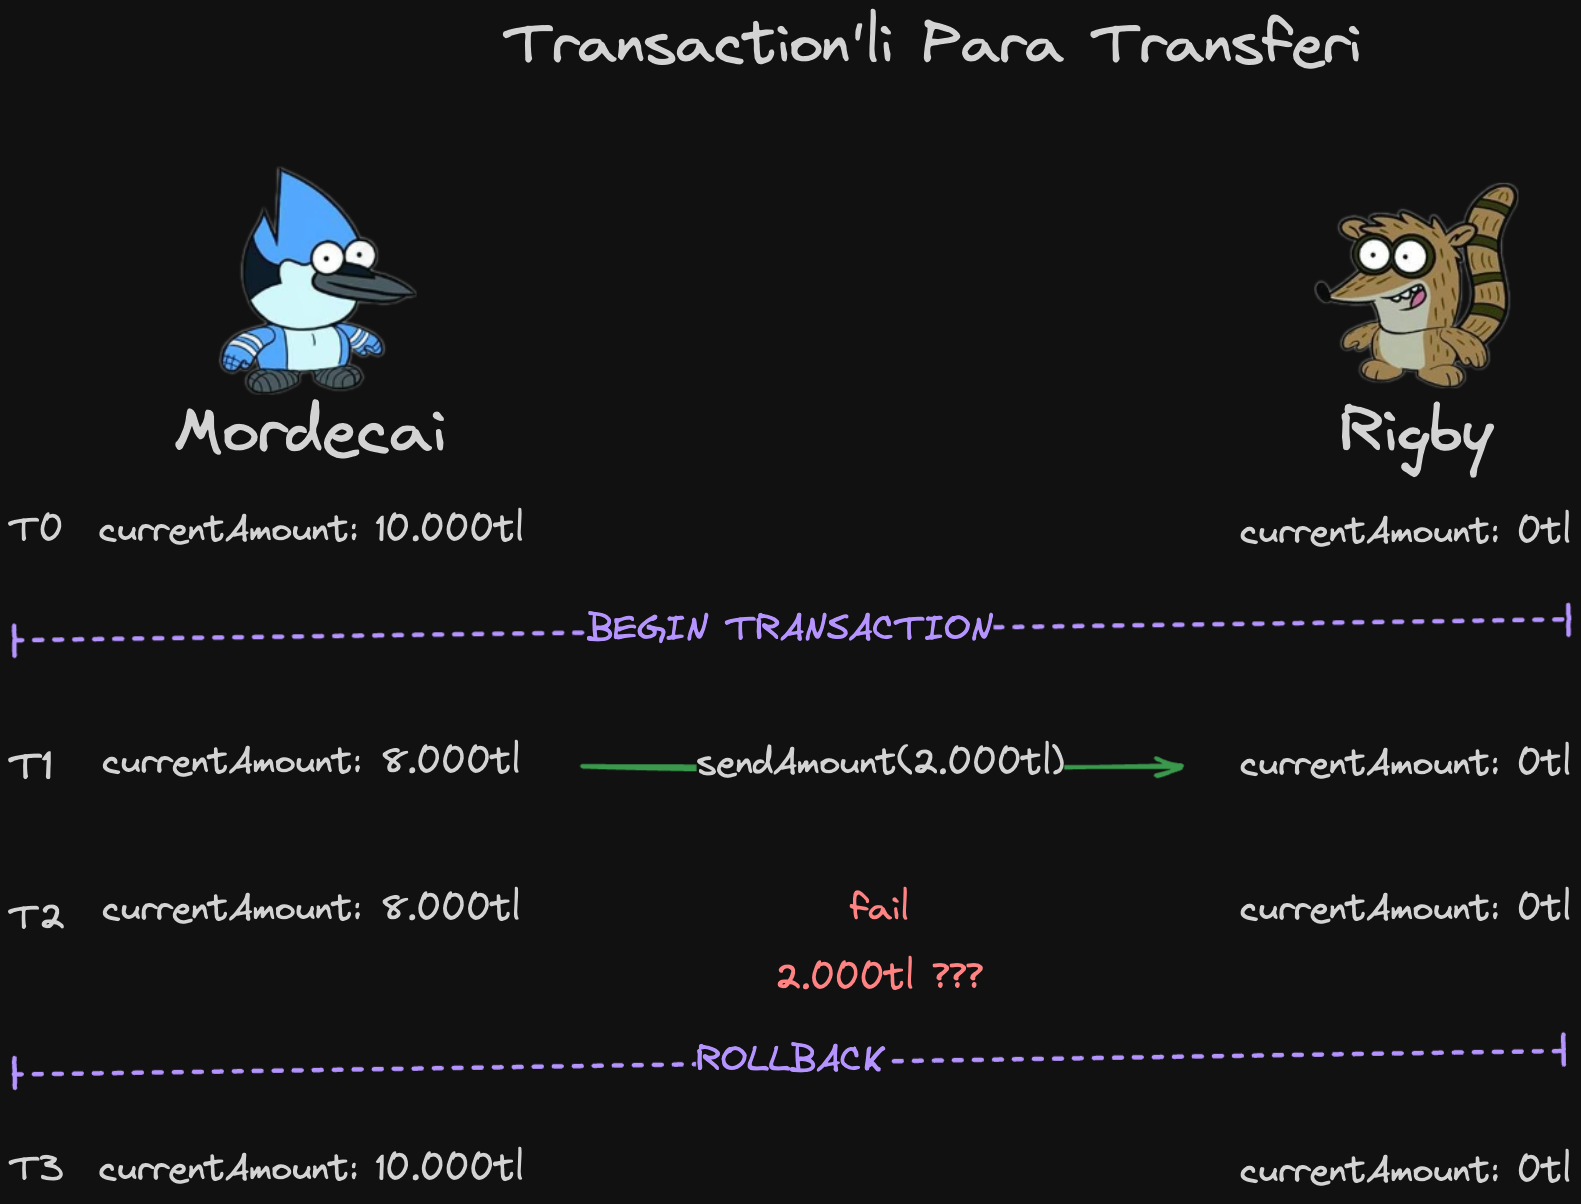 Transaction'li Para Transferi
Mordecai
Rigby
T0 currentAmount: 10.000tl currentAmount: 0tl
BEGIN TRANSACTION
T1 currentAmount: 8.000tl sendAmount(2.000tl) currentAmount: 0tl
T2 currentAmount: 8.000tl fail currentAmount: 0tl
2.000tl ???
ROLLBACK
T3 currentAmount: 10.000tl currentAmount: 0tl